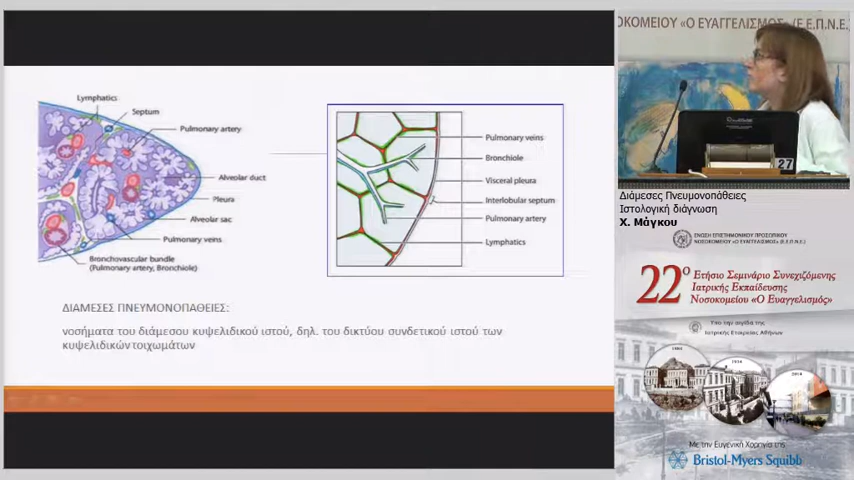 Lymphatics
Septum
Pulmonary artery
Alveolar duct
Pleura
Alveolar sac
Pulmonary veins
Bronchovascular bundle
(Pulmonary artery, Bronchiole)
Pulmonary veins
Bronchiole
Visceral pleura
Interlobular septum
Pulmonary artery
Lymphatics
ΔΙΑΜΕΣΕΣ ΠΝΕΥΜΟΝΟΠΑΘΕΙΕΣ:
νοσήματα του διάμεσου κυψελιδικού ιστού, δηλ. του δικτύου συνδετικού ιστού των
κυψελιδικών τοιχωμάτων
ΣΟΚΟΜΕΙΟΥ «Ο ΕΥΑΓΓΕΛΙΣΜΟΣ» (Ε.Ε.Π.Ν.Ε.
27
Διάμεσες Πνευμονοπάθειες
Ιστολογική διάγνωση
Χ. Μάγκου
ΕΝΩΣΗ ΕΠΙΣΤΗΜΟΝΙΚΟΥ ΠΡΟΣΩΠΙΚΟΥ
ΝΟΣΟΚΟΜΕΙΟΥ «Ο ΕΥΑΓΓΕΛΙΣΜΟΣ» (Ε.Ε.Π.Ν.Ε.)
22ο Ετήσιο Σεμινάριο Συνεχιζόμενης
Ιατρικής Εκπαίδευσης
Νοσοκομείου «Ο Ευαγγελισμός»
Υπό την αιγίδα της
Ιατρικής Εταιρείας Αθηνών
1884
Με την Ευγενική Χορηγία της
Bristol-Myers Squibb